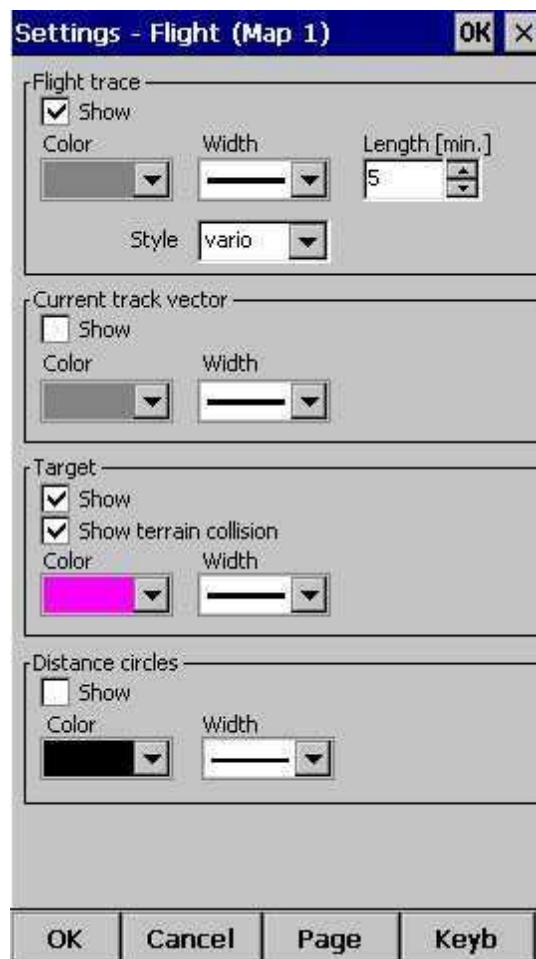 Settings - Flight (Map 1) OK ×
Flight trace
Show
Color Width Length [min.]
5
Style vario
Current track vector
Show
Color Width
Target
Show
Show terrain collision
Color Width
Distance circles
Show
Color Width
OK Cancel Page Keyb